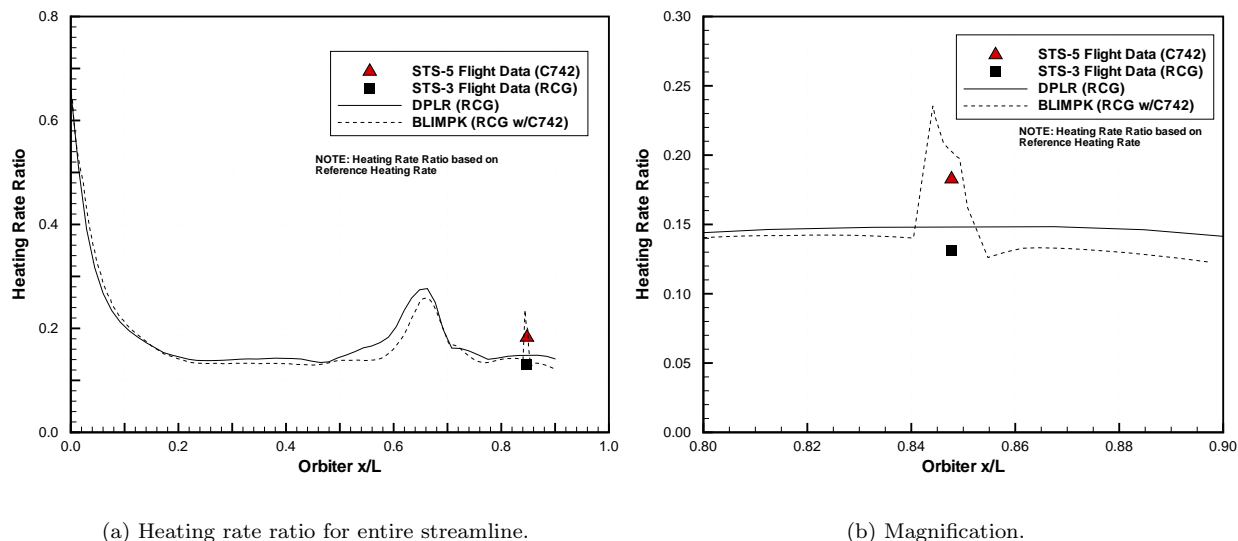 0.8
0.6
0.4
0.2
0.0
Heating Rate Ratio
STS-5 Flight Data (C742)
STS-3 Flight Data (RCG)
DPLR (RCG)
BLIMPK (RCG w/C742)
NOTE: Heating Rate Ratio based on
Reference Heating Rate
0.0 0.2 0.4 0.6 0.8 1.0
Orbiter x/L
(a) Heating rate ratio for entire streamline.
0.30
0.25
0.20
0.15
0.10
0.05
0.00
Heating Rate Ratio
STS-5 Flight Data (C742)
STS-3 Flight Data (RCG)
DPLR (RCG)
BLIMPK (RCG w/C742)
NOTE: Heating Rate Ratio based on
Reference Heating Rate
0.80 0.82 0.84 0.86 0.88 0.90
Orbiter x/L
(b) Magnification.